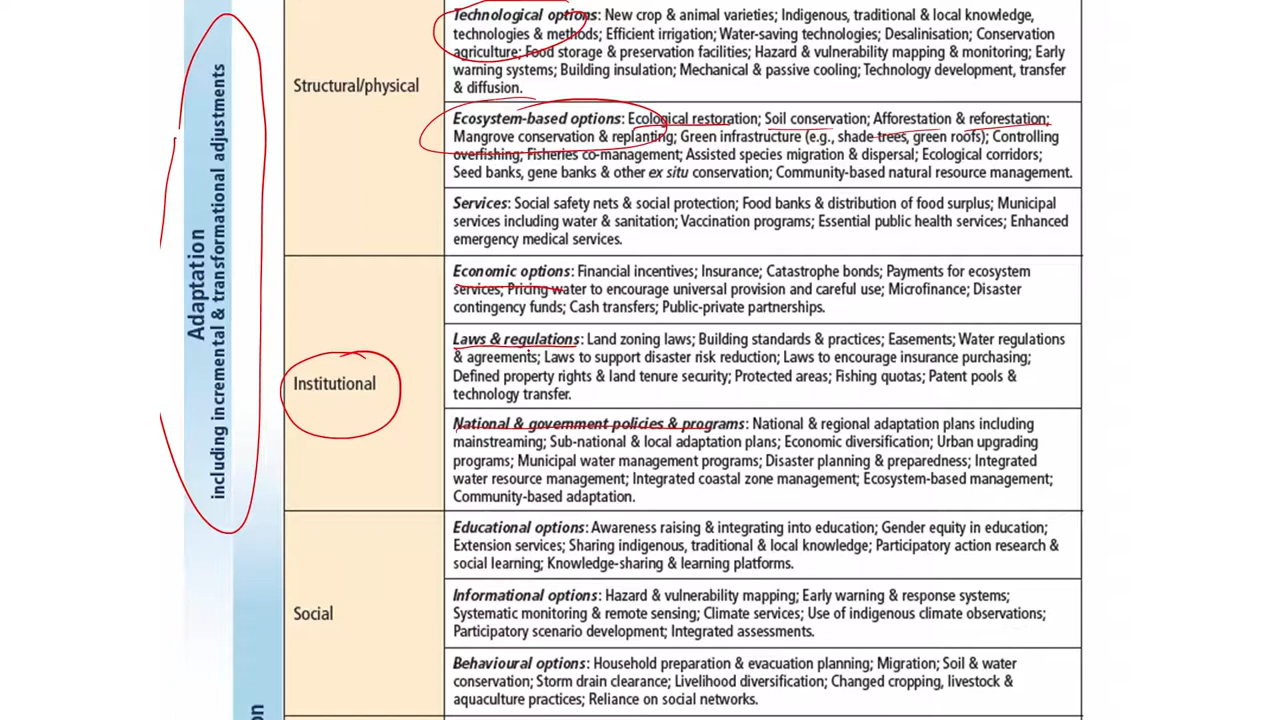 Adaptation
including incremental & transformational adjustments
on
Structural/physical
Technological options: New crop & animal varieties; Indigenous, traditional & local knowledge,
technologies & methods; Efficient irrigation; Water-saving technologies; Desalinisation; Conservation
agriculture; Food storage & preservation facilities; Hazard & vulnerability mapping & monitoring; Early
warning systems; Building insulation; Mechanical & passive cooling; Technology development, transfer
& diffusion.
Ecosystem-based options: Ecological restoration; Soil conservation; Afforestation & reforestation;
Mangrove conservation & replanting; Green infrastructure (e.g., shade trees, green roofs); Controlling
overfishing; Fisheries co-management; Assisted species migration & dispersal; Ecological corridors;
Seed banks, gene banks & other ex situ conservation; Community-based natural resource management.
Services: Social safety nets & social protection; Food banks & distribution of food surplus; Municipal
services including water & sanitation; Vaccination programs; Essential public health services; Enhanced
emergency medical services.
Institutional
Economic options: Financial incentives; Insurance; Catastrophe bonds; Payments for ecosystem
services; Pricing water to encourage universal provision and careful use; Microfinance; Disaster
contingency funds; Cash transfers; Public-private partnerships.
Laws & regulations: Land zoning laws; Building standards & practices; Easements; Water regulations
& agreements; Laws to support disaster risk reduction; Laws to encourage insurance purchasing;
Defined property rights & land tenure security; Protected areas; Fishing quotas; Patent pools &
technology transfer.
National & government policies & programs: National & regional adaptation plans including
mainstreaming; Sub-national & local adaptation plans; Economic diversification; Urban upgrading
programs; Municipal water management programs; Disaster planning & preparedness; Integrated
water resource management; Integrated coastal zone management; Ecosystem-based management;
Community-based adaptation.
Social
Educational options: Awareness raising & integrating into education; Gender equity in education;
Extension services; Sharing indigenous, traditional & local knowledge; Participatory action research &
social learning; Knowledge-sharing & learning platforms.
Informational options: Hazard & vulnerability mapping; Early warning & response systems;
Systematic monitoring & remote sensing; Climate services; Use of indigenous climate observations;
Participatory scenario development; Integrated assessments.
Behavioural options: Household preparation & evacuation planning; Migration; Soil & water
conservation; Storm drain clearance; Livelihood diversification; Changed cropping, livestock &
aquaculture practices; Reliance on social networks.